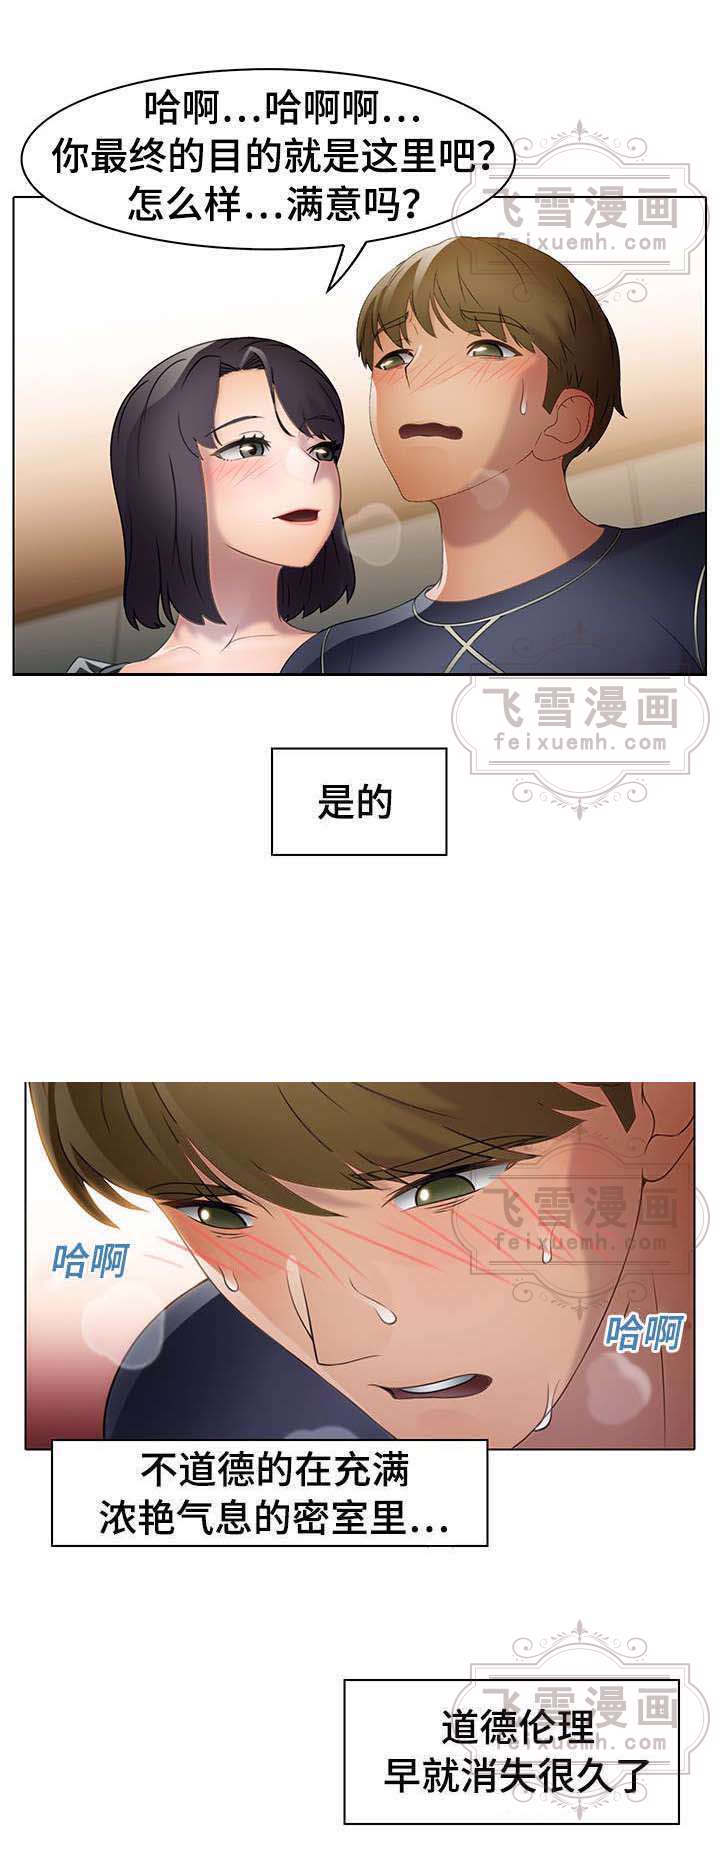 哈啊…哈啊啊…
你最终的目的就是这里吧？
怎么样…满意吗？
飞雪漫画
feixuemh.com
飞雪漫画
feixuemh.com
是的
飞雪漫画
feixuemh.com
哈啊
哈啊
不道德的在充满
浓艳气息的密室里…
飞雪漫画
feixuemh.com
道德伦理
早就消失很久了